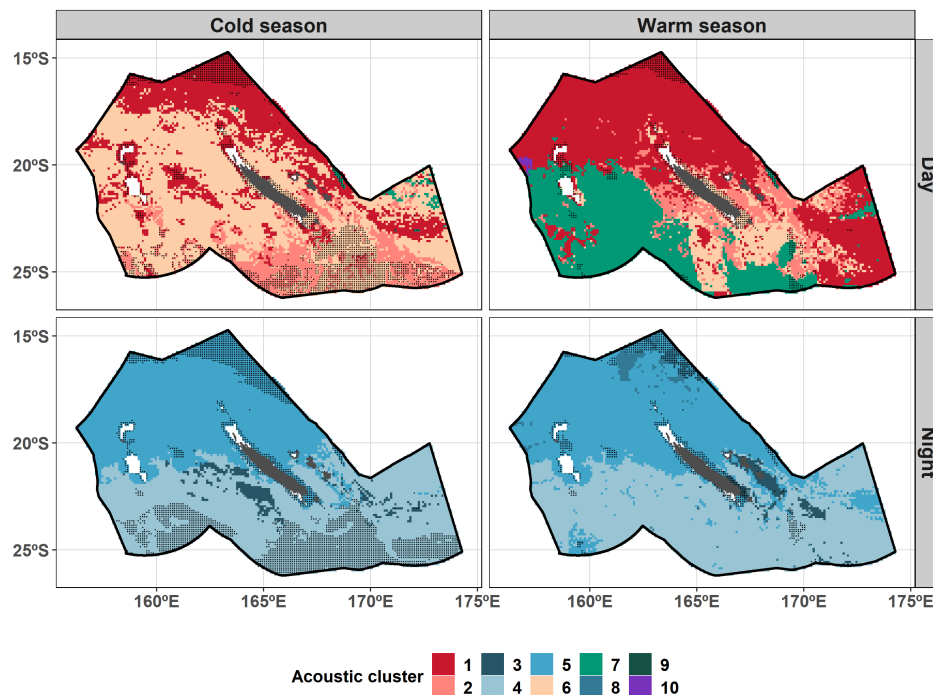 Cold season Warm season
15ºS
20ºS
25ºS
Day
15ºS
20ºS
25ºS
Night
160ºE 165ºE 170ºE 175ºE 160ºE 165ºE 170ºE 175ºE
Acoustic cluster 1 3 5 7 9
2 4 6 8 10